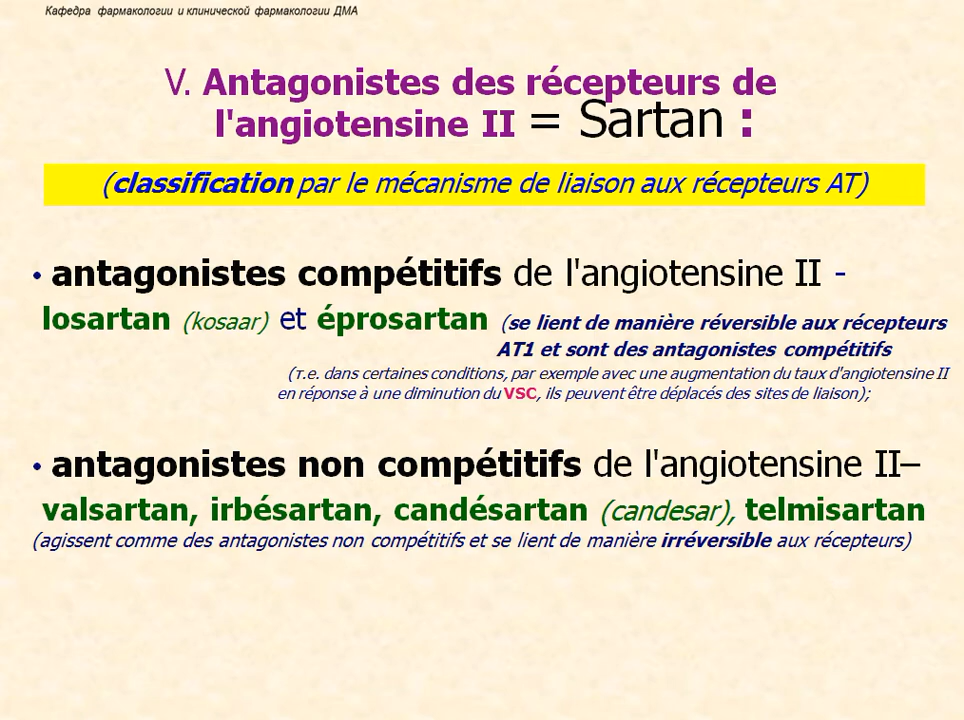 Кафедра фармакологии и клинической фармакологии ДМА
V. Antagonistes des récepteurs de
l'angiotensine II = Sartan :
(classification par le mécanisme de liaison aux récepteurs AT)
• antagonistes compétitifs de l'angiotensine II -
losartan (kosaar) et éprosartan (se lient de manière réversible aux récepteurs
AT1 et sont des antagonistes compétitifs
(т.е. dans certaines conditions, par exemple avec une augmentation du taux d'angiotensine II
en réponse à une diminution du VSC, ils peuvent être déplacés des sites de liaison);
• antagonistes non compétitifs de l'angiotensine II–
valsartan, irbésartan, candésartan (candesar), telmisartan
(agissent comme des antagonistes non compétitifs et se lient de manière irréversible aux récepteurs)